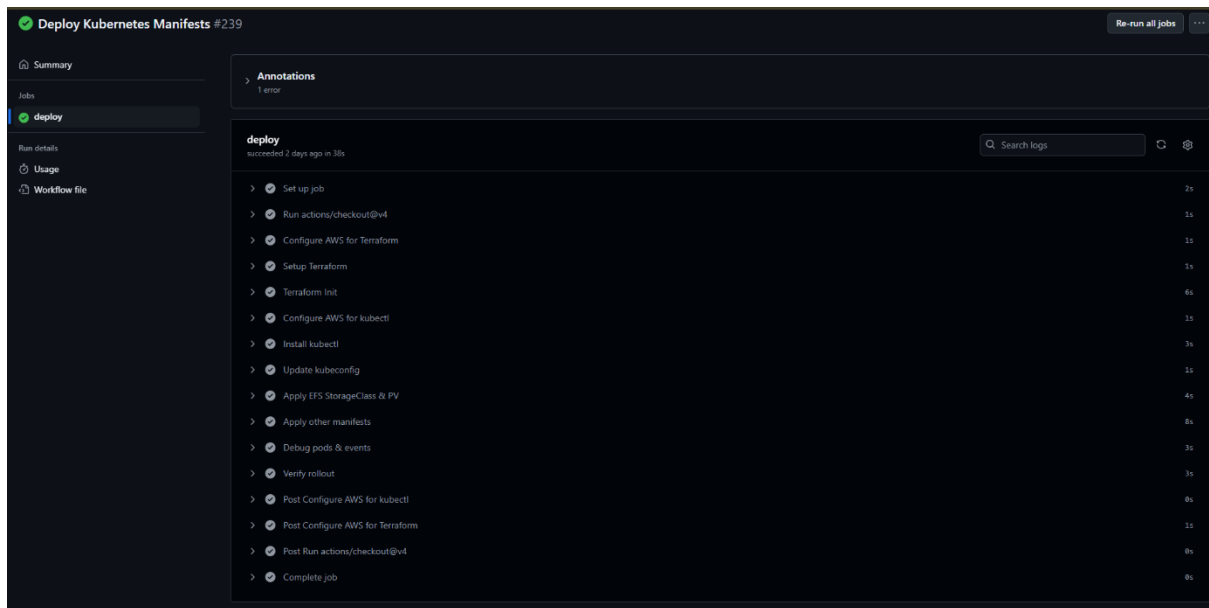 Deploy Kubernetes Manifests #239
Re-run all jobs
Summary
Jobs
deploy
Run details
Usage
Workflow file
Annotations
1 error
deploy
succeeded 2 days ago in 38s
Search logs
Set up job 2s
Run actions/checkout@v4 1s
Configure AWS for Terraform 1s
Setup Terraform 1s
Terraform Init 6s
Configure AWS for kubectl 1s
Install kubectl 3s
Update kubeconfig 1s
Apply EFS StorageClass & PV 4s
Apply other manifests 8s
Debug pods & events 3s
Verify rollout 3s
Post Configure AWS for kubectl 0s
Post Configure AWS for Terraform 1s
Post Run actions/checkout@v4 0s
Complete job 0s